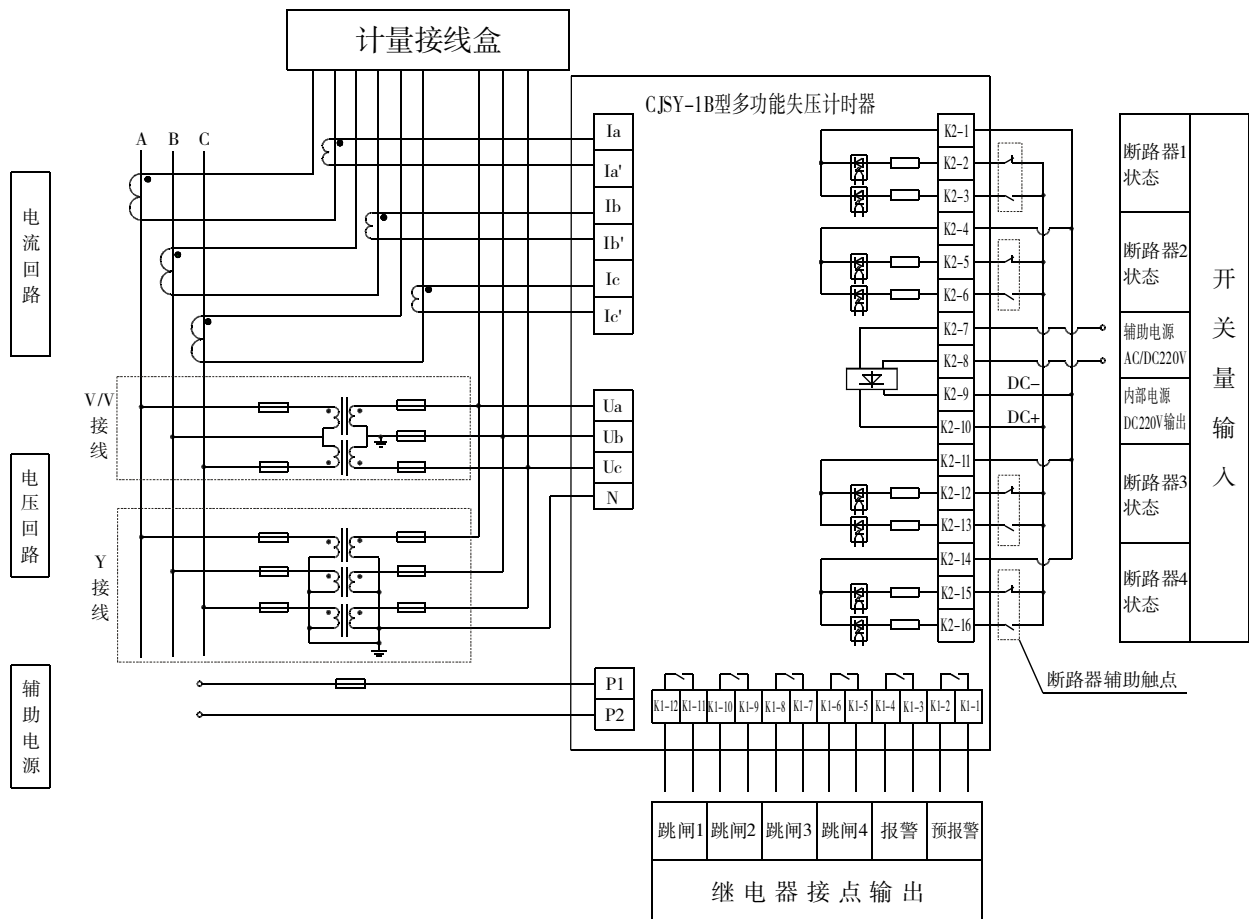 计量接线盒
CJSY-1B型多功能失压计时器
A B C
电流回路
电压回路
辅助电源
V/V接线
Y接线
Ia
Ia'
Ib
Ib'
Ic
Ic'
Ua
Ub
Uc
N
P1
P2
K2-1
K2-2
K2-3
K2-4
K2-5
K2-6
K2-7
K2-8
K2-9
K2-10
K2-11
K2-12
K2-13
K2-14
K2-15
K2-16
DC-
DC+
断路器1
状态
断路器2
状态
辅助电源
AC/DC220V
内部电源
DC220V输出
断路器3
状态
断路器4
状态
开关量输入
断路器辅助触点
K1-12 K1-11 K1-10 K1-9 K1-8 K1-7 K1-6 K1-5 K1-4 K1-3 K1-2 K1-1
跳闸1 跳闸2 跳闸3 跳闸4 报警 预报警
继电器接点输出